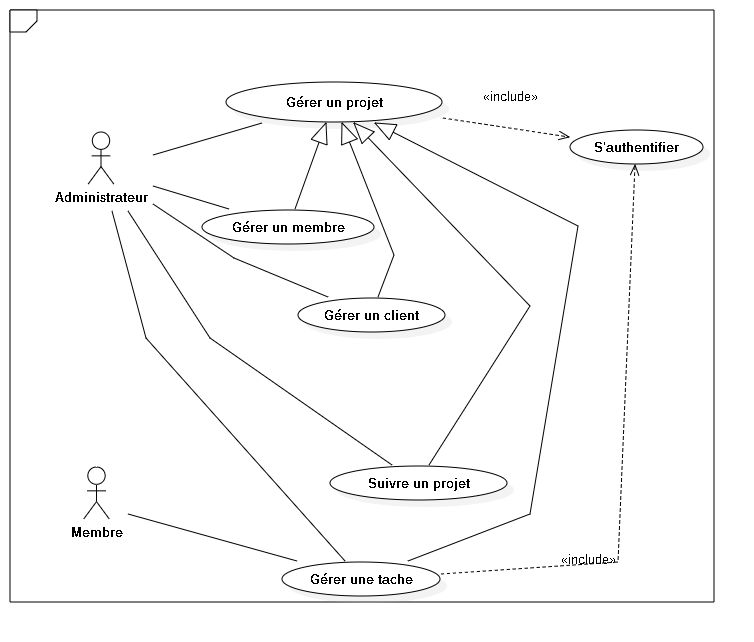 Gérer un projet
«include»
S'authentifier
Administrateur
Gérer un membre
Gérer un client
Suivre un projet
Membre
«include»
Gérer une tache